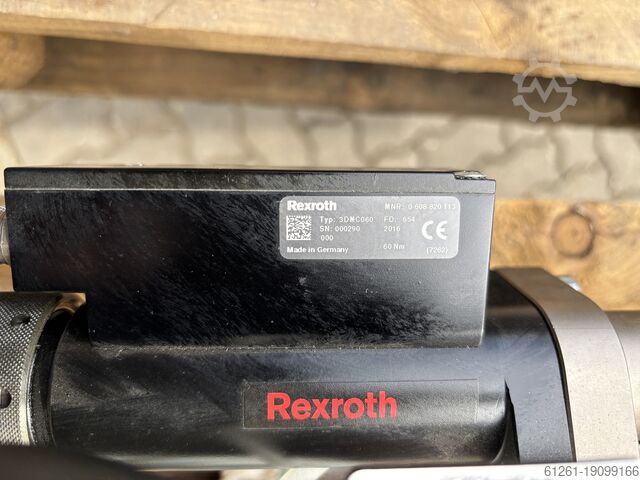 Rexroth
MNR: 0 608 820 113
Typ: 3DMC060 FD: 654
SN: 000290 2016
000
CE
Made in Germany 60 Nm (7262)
Rexroth
61261-19099166